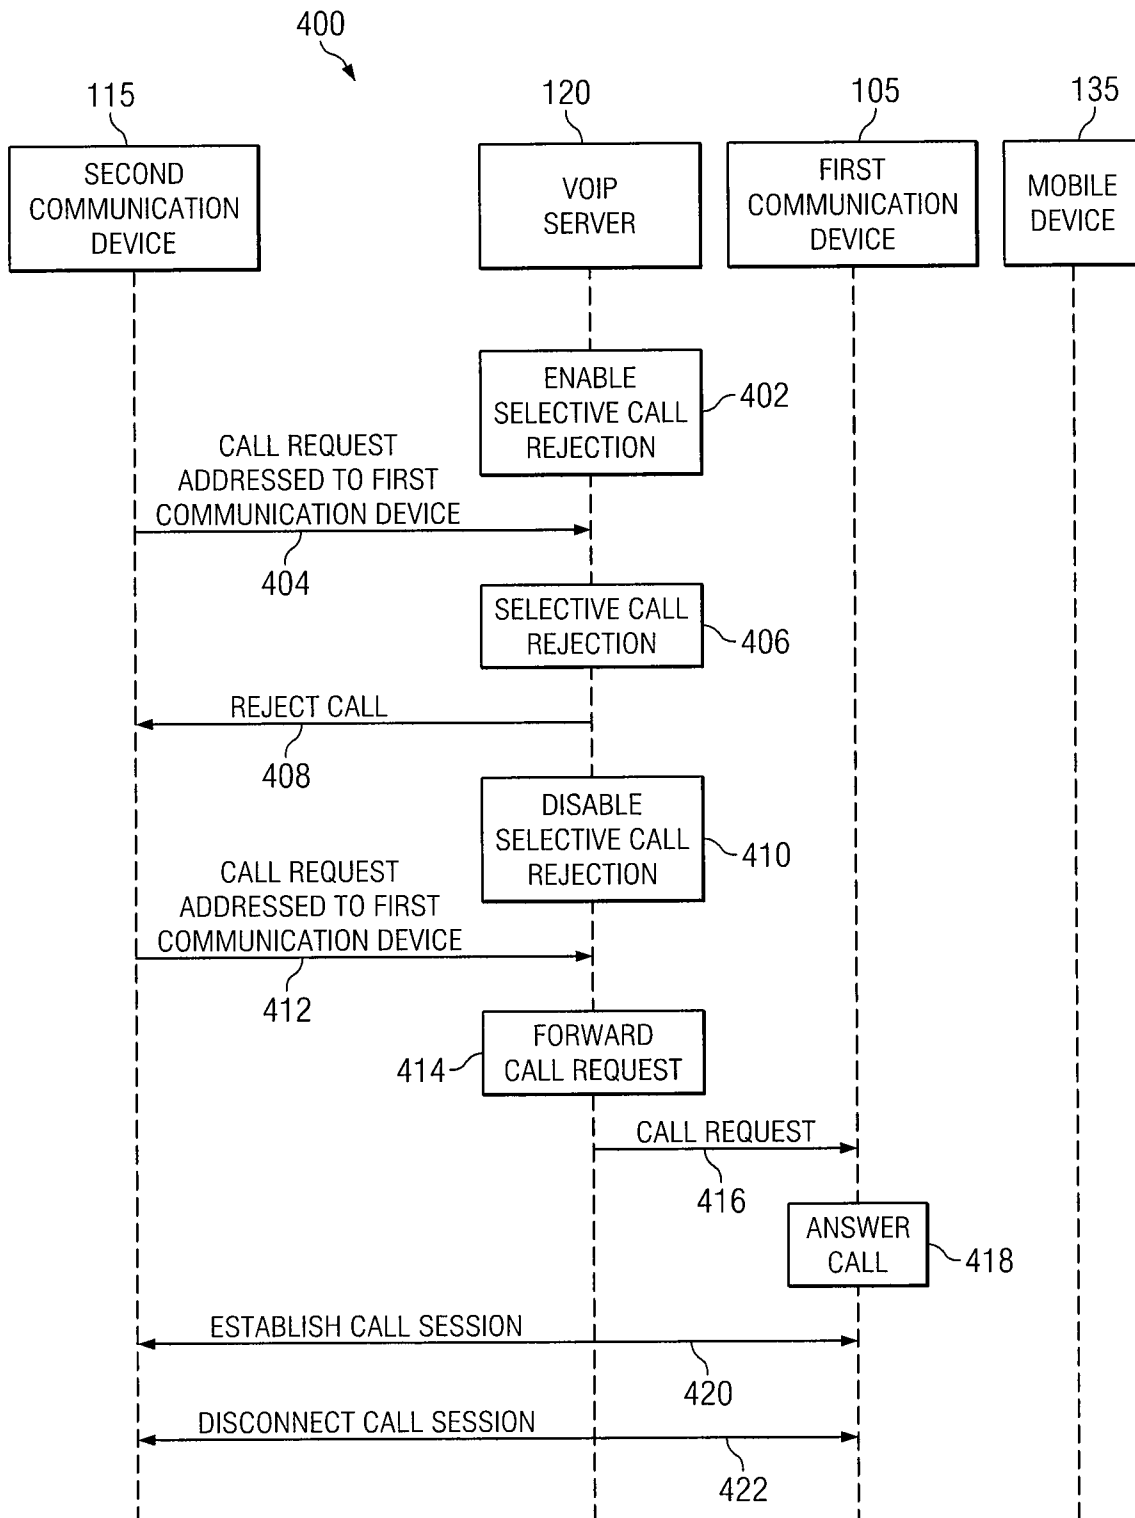 400
115
120
105
135
SECOND
COMMUNICATION
DEVICE
VOIP
SERVER
FIRST
COMMUNICATION
DEVICE
MOBILE
DEVICE
ENABLE
SELECTIVE CALL
REJECTION
402
CALL REQUEST
ADDRESSED TO FIRST
COMMUNICATION DEVICE
404
SELECTIVE CALL
REJECTION
406
REJECT CALL
408
DISABLE
SELECTIVE CALL
REJECTION
410
CALL REQUEST
ADDRESSED TO FIRST
COMMUNICATION DEVICE
412
FORWARD
CALL REQUEST
414
CALL REQUEST
416
ANSWER
CALL
418
ESTABLISH CALL SESSION
420
DISCONNECT CALL SESSION
422